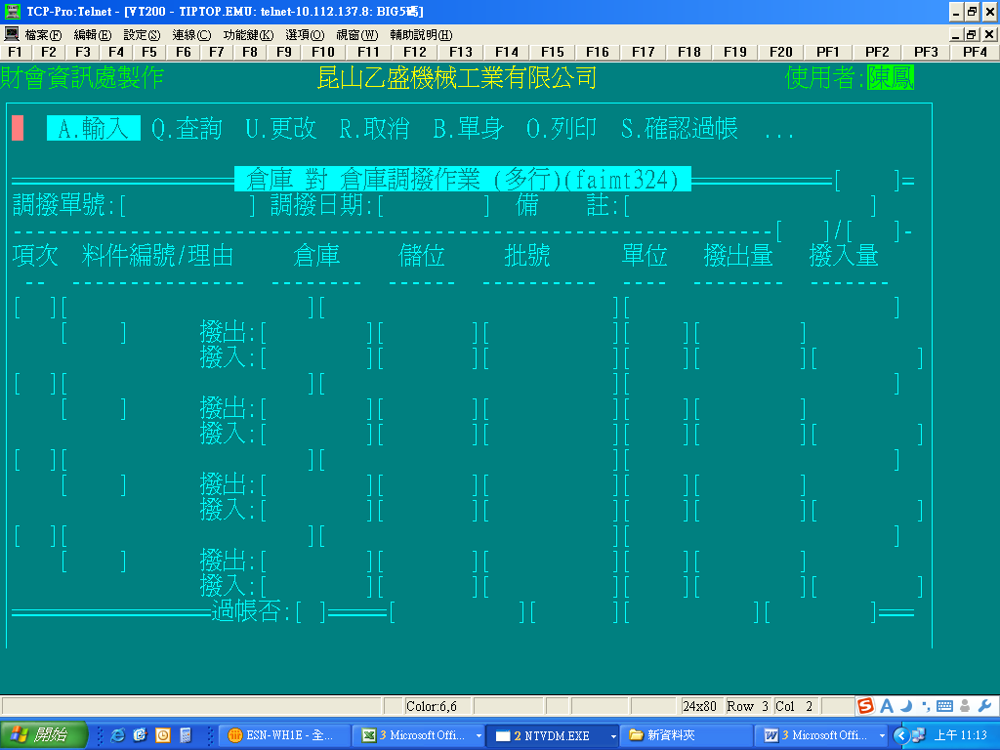 TCP-Pro:Telnet - [VT200 - TIPTOP.EMU: telnet-10.112.137.8: BIG5碼]
檔案(F) 編輯(E) 設定(S) 連線(C) 功能鍵(K) 選項(O) 視窗(W) 輔助說明(H)
F1 F2 F3 F4 F5 F6 F7 F8 F9 F10 F11 F12 F13 F14 F15 F16 F17 F18 F19 F20 PF1 PF2 PF3 PF4
財會資訊處製作 昆山乙盛機械工業有限公司 使用者:陳鳳
A.輸入 Q.查詢 U.更改 R.取消 B.單身 O.列印 S.確認過帳 ...
倉庫 對 倉庫調撥作業 (多行)(faimt324) [ ]=
調撥單號:[ ] 調撥日期:[ ] 備 註:[ ]
-----------------------------------------------------------------[ ]/[ ]-
項次 料件編號/理由 倉庫 儲位 批號 單位 撥出量 撥入量
-- --------------- -------- ------ ---------- ---- -------- -------
[ ][ ][ ][ ]
[ ] 撥出:[ ][ ][ ][ ][ ]
撥入:[ ][ ][ ][ ][ ][ ]
[ ][ ][ ][ ]
[ ] 撥出:[ ][ ][ ][ ][ ]
撥入:[ ][ ][ ][ ][ ][ ]
[ ][ ][ ][ ]
[ ] 撥出:[ ][ ][ ][ ][ ]
撥入:[ ][ ][ ][ ][ ][ ]
[ ][ ][ ][ ]
[ ] 撥出:[ ][ ][ ][ ][ ]
撥入:[ ][ ][ ][ ][ ][ ]
過帳否:[ ]=====[ ][ ][ ][ ]===
Color:6,6 24x80 Row 3 Col 2
開始 ESN-WH1E - 全... 3 Microsoft Offi... 2 NTVDM.EXE 新資料夾 3 Microsoft Offi... 上午 11:13